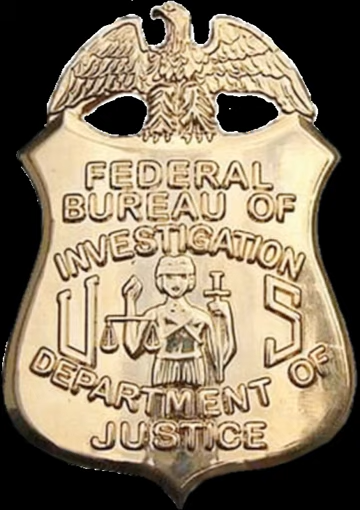 FEDERAL
BUREAU OF
INVESTIGATION
U S
DEPARTMENT OF
JUSTICE